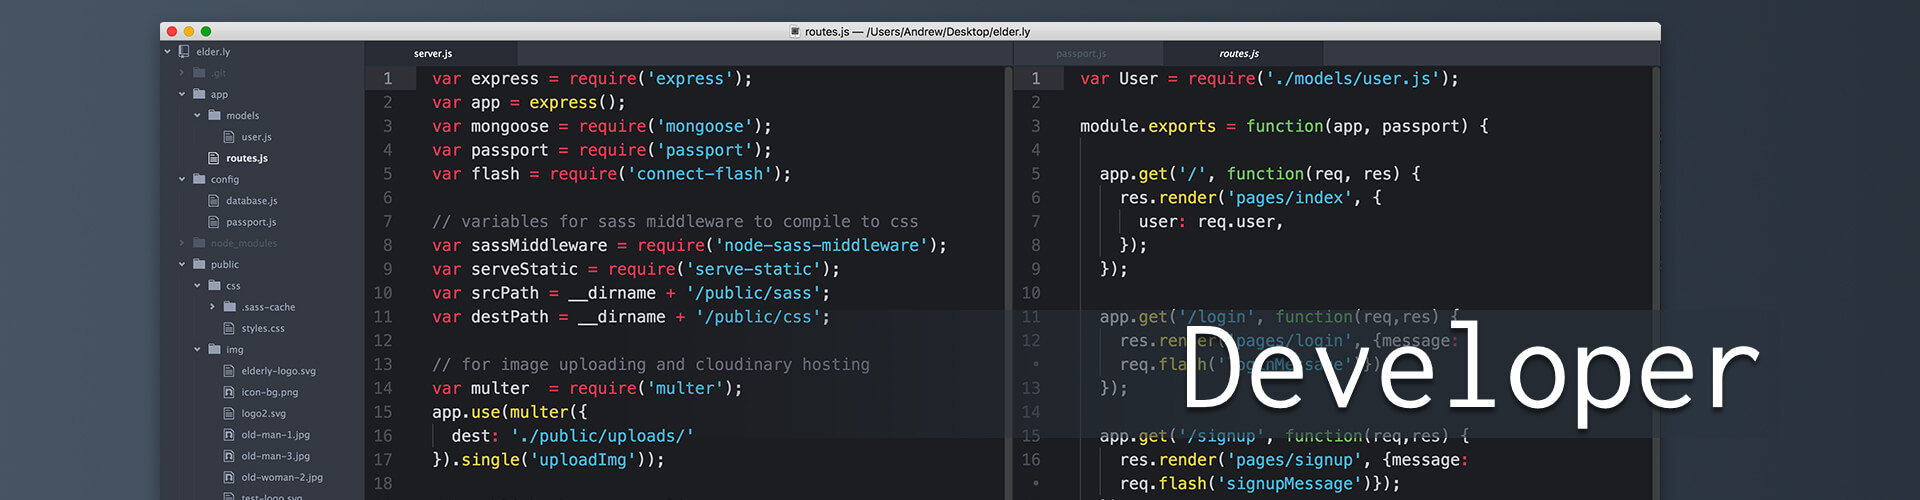 routes.js — /Users/Andrew/Desktop/elder.ly
elder.ly
.git
app
models
user.js
routes.js
config
database.js
passport.js
node_modules
public
css
.sass-cache
styles.css
img
elderly-logo.svg
icon-bg.png
logo2.svg
old-man-1.jpg
old-man-3.jpg
old-woman-2.jpg
test-logo.svg
server.js
1 var express = require('express');
2 var app = express();
3 var mongoose = require('mongoose');
4 var passport = require('passport');
5 var flash = require('connect-flash');
6
7 // variables for sass middleware to compile to css
8 var sassMiddleware = require('node-sass-middleware');
9 var serveStatic = require('serve-static');
10 var srcPath = __dirname + '/public/sass';
11 var destPath = __dirname + '/public/css';
12
13 // for image uploading and cloudinary hosting
14 var multer  = require('multer');
15 app.use(multer({
16 dest: './public/uploads/'
17 }).single('uploadImg'));
18
passport.js routes.js
1 var User = require('./models/user.js');
2
3 module.exports = function(app, passport) {
4
5 app.get('/', function(req, res) {
6 res.render('pages/index', {
7 user: req.user,
8 });
9 });
10
11 app.get('/login', function(req,res) {
12 res.render('pages/login', {message:
• req.flash('loginMessage')})
13 });
14
15 app.get('/signup', function(req,res) {
16 res.render('pages/signup', {message:
• req.flash('signupMessage')});
Developer